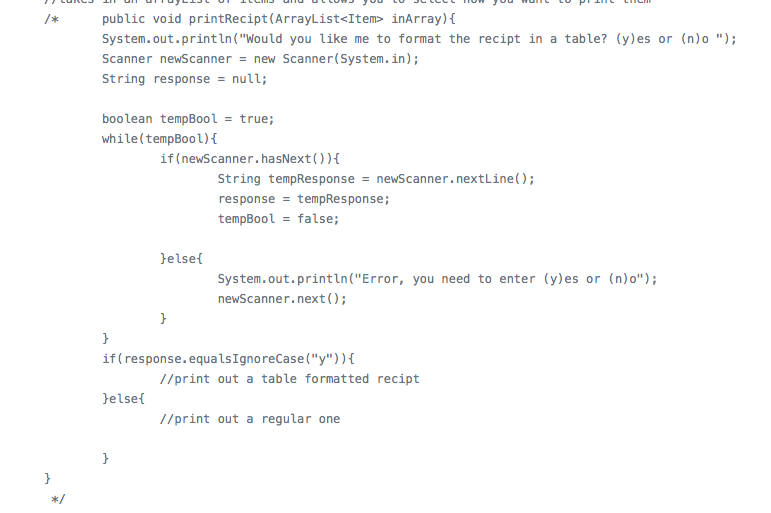 //takes in an arrayList of items and allows you to select how you want to print them
/*      public void printRecipt(ArrayList<Item> inArray){
        System.out.println("Would you like me to format the recipt in a table? (y)es or (n)o ");
        Scanner newScanner = new Scanner(System.in);
        String response = null;

        boolean tempBool = true;
        while(tempBool){
                if(newScanner.hasNext()){
                        String tempResponse = newScanner.nextLine();
                        response = tempResponse;
                        tempBool = false;

                }else{
                        System.out.println("Error, you need to enter (y)es or (n)o");
                        newScanner.next();
                }
        }
        if(response.equalsIgnoreCase("y")){
                //print out a table formatted recipt
        }else{
                //print out a regular one

        }
}
 */